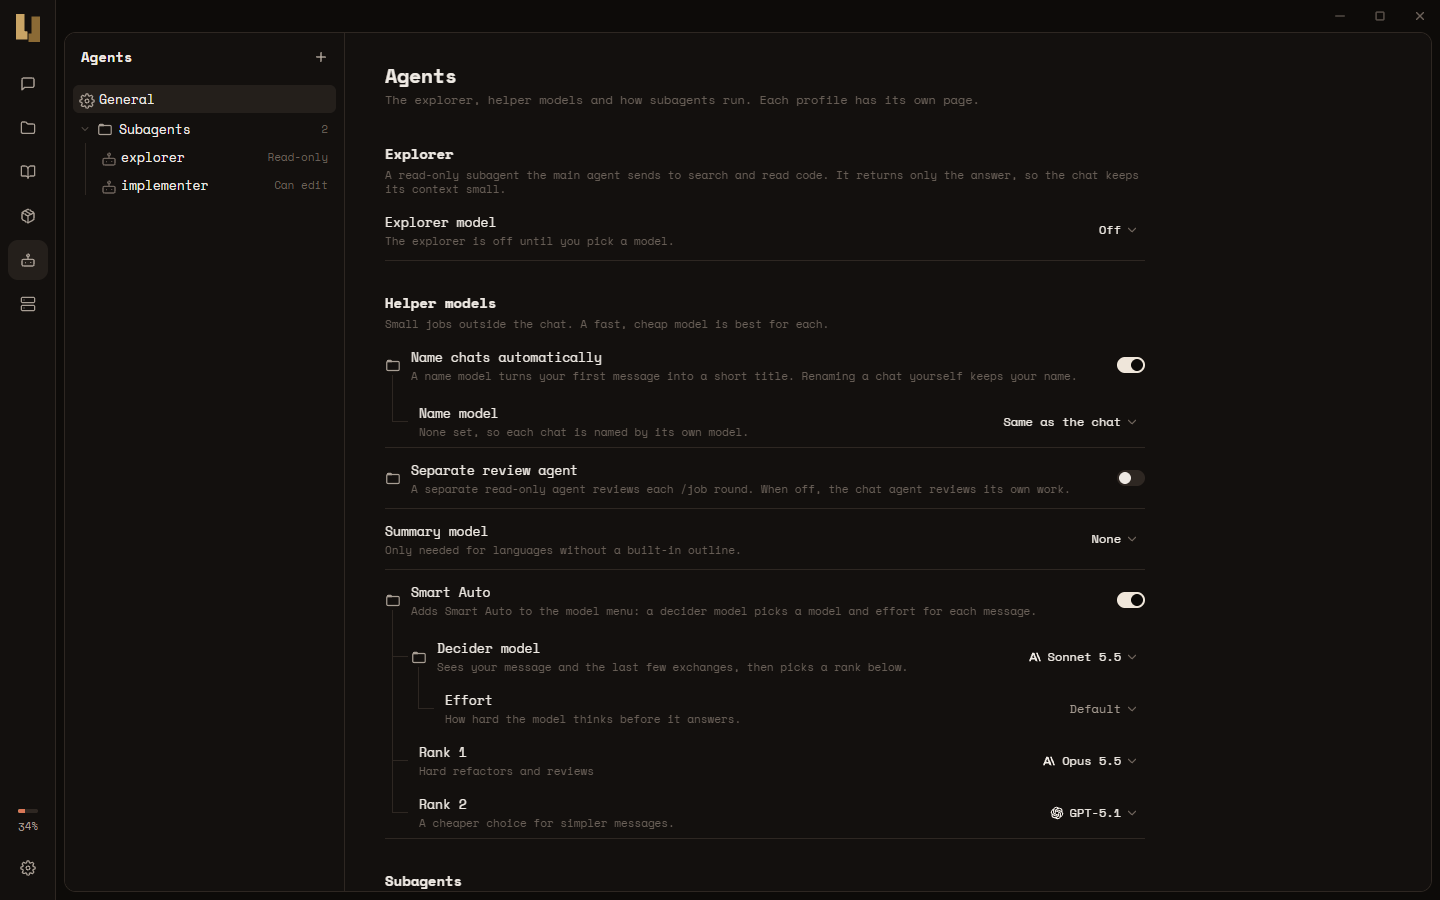 Agents
General
Subagents 2
explorer Read-only
implementer Can edit
34%
Agents
The explorer, helper models and how subagents run. Each profile has its own page.
Explorer
A read-only subagent the main agent sends to search and read code. It returns only the answer, so the chat keeps
its context small.
Explorer model
Off
The explorer is off until you pick a model.
Helper models
Small jobs outside the chat. A fast, cheap model is best for each.
Name chats automatically
A name model turns your first message into a short title. Renaming a chat yourself keeps your name.
Name model
Same as the chat
None set, so each chat is named by its own model.
Separate review agent
A separate read-only agent reviews each /job round. When off, the chat agent reviews its own work.
Summary model
None
Only needed for languages without a built-in outline.
Smart Auto
Adds Smart Auto to the model menu: a decider model picks a model and effort for each message.
Decider model
Sonnet 5.5
Sees your message and the last few exchanges, then picks a rank below.
Effort
Default
How hard the model thinks before it answers.
Rank 1
Opus 5.5
Hard refactors and reviews
Rank 2
GPT-5.1
A cheaper choice for simpler messages.
Subagents